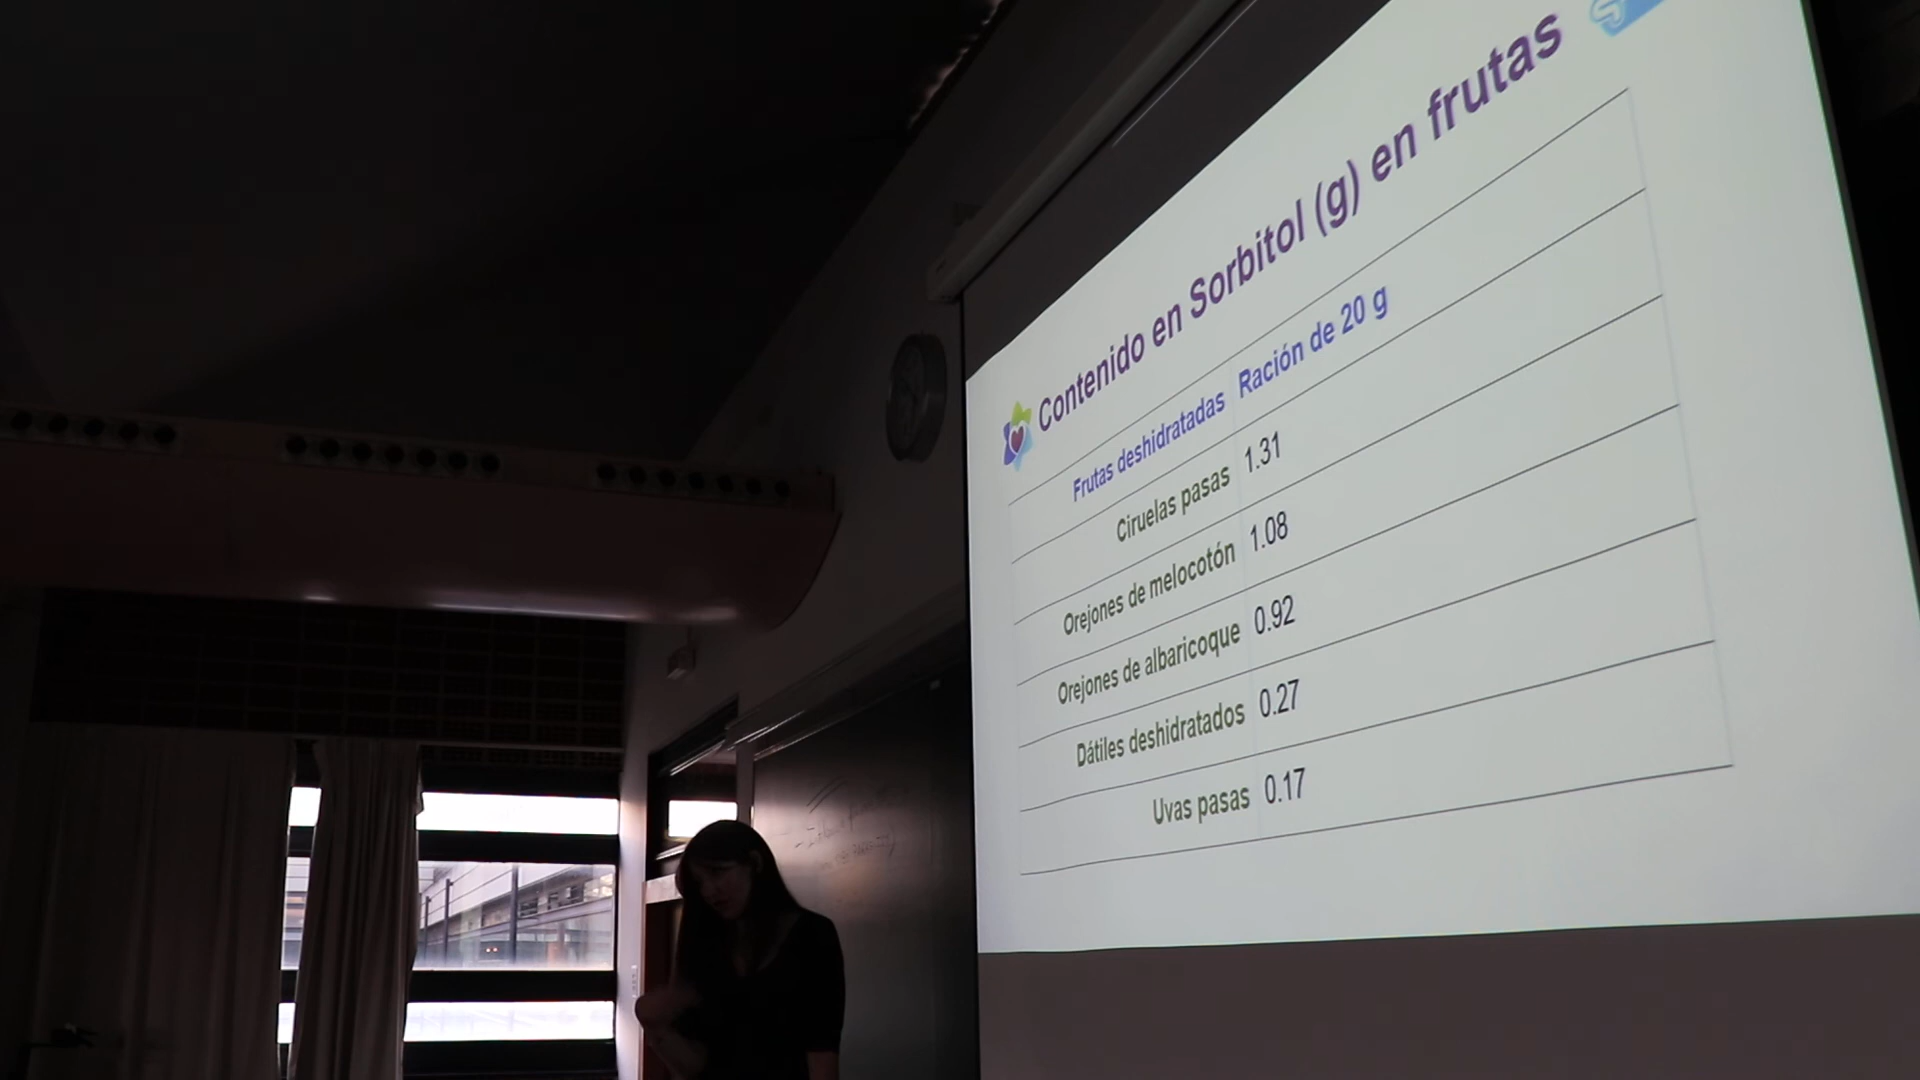 Contenido en Sorbitol (g) en frutas
Frutas deshidratadas Ración de 20 g
Ciruelas pasas 1.31
Orejones de melocotón 1.08
Orejones de albaricoque 0.92
Dátiles deshidratados 0.27
Uvas pasas 0.17